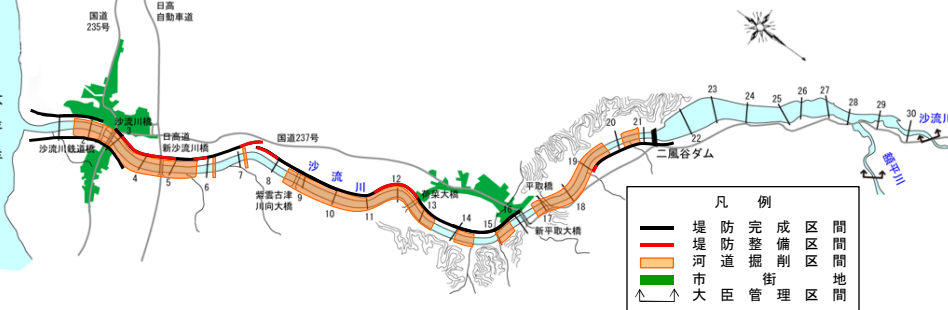 国道
235号
日高
自動車道
沙流川橋
3
沙流川鉄道橋
日高道
新沙流川橋
国道237号
4
5
6
7
8
紫雲古津
川向大橋
沙流川
9
10
11
12
荷菜大橋
13
14
15
16
平取橋
新平取大橋
17
18
19
20
21
二風谷ダム
22
23
24
25
26
27
28
29
30
沙流川
額平川
凡例
堤防完成区間
堤防整備区間
河道掘削区間
市街地
大臣管理区間